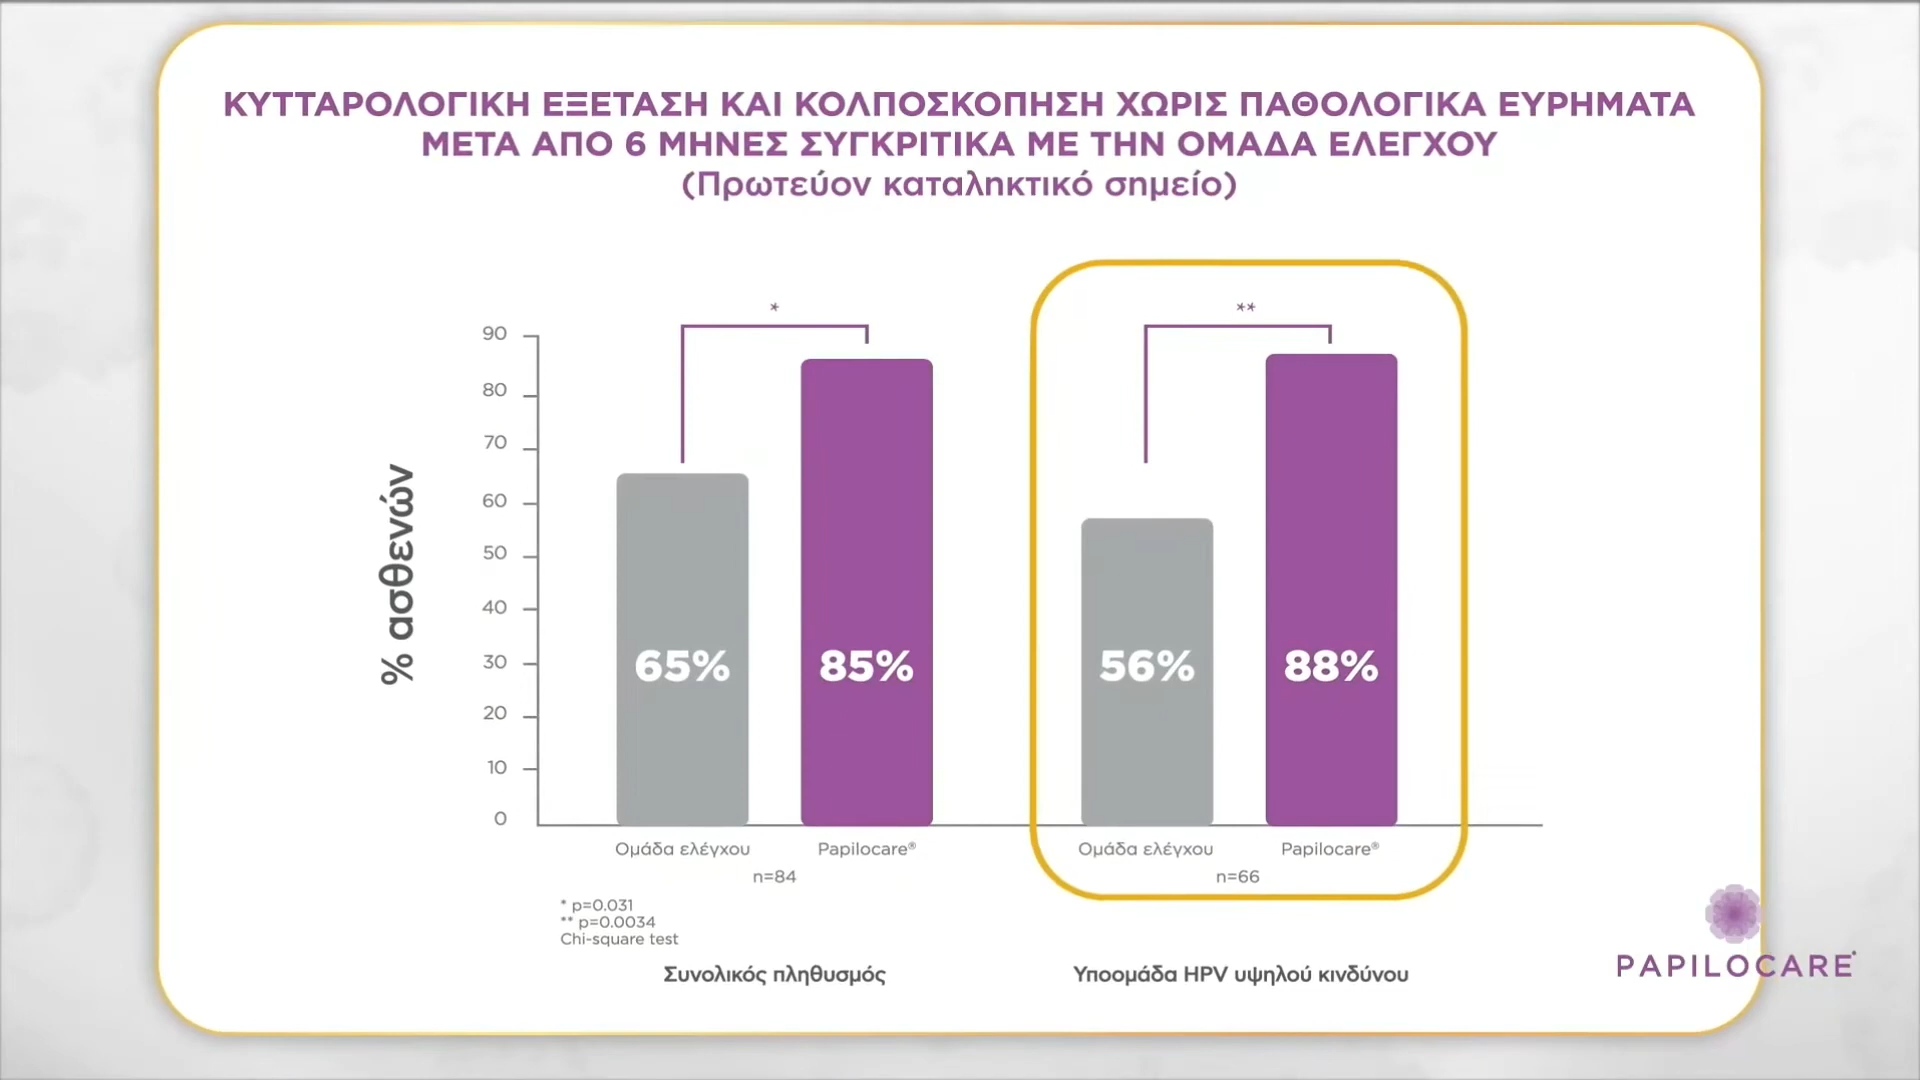 ΚΥΤΤΑΡΟΛΟΓΙΚΗ ΕΞΕΤΑΣΗ ΚΑΙ ΚΟΛΠΟΣΚΟΠΗΣΗ ΧΩΡΙΣ ΠΑΘΟΛΟΓΙΚΑ ΕΥΡΗΜΑΤΑ
ΜΕΤΑ ΑΠΟ 6 ΜΗΝΕΣ ΣΥΓΚΡΙΤΙΚΑ ΜΕ ΤΗΝ ΟΜΑΔΑ ΕΛΕΓΧΟΥ
(Πρωτεύον καταληκτικό σημείο)
% ασθενών
90
80
70
60
50
40
30
20
10
0
*
65%
85%
Ομάδα ελέγχου
Papilocare®
n=84
**
56%
88%
Ομάδα ελέγχου
Papilocare®
n=66
* p=0.031
** p=0.0034
Chi-square test
Συνολικός πληθυσμός
Υποομάδα HPV υψηλού κινδύνου
PAPILOCARE®